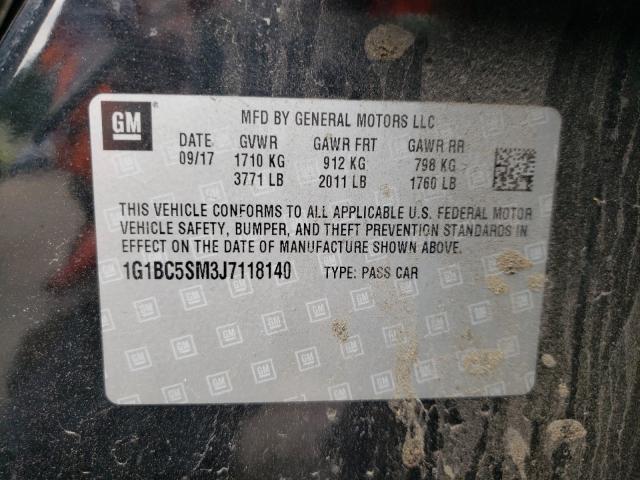 GM
MFD BY GENERAL MOTORS LLC
DATE GVWR GAWR FRT GAWR RR
09/17 1710 KG 912 KG 798 KG
3771 LB 2011 LB 1760 LB
THIS VEHICLE CONFORMS TO ALL APPLICABLE U.S. FEDERAL MOTOR
VEHICLE SAFETY, BUMPER, AND THEFT PREVENTION STANDARDS IN
EFFECT ON THE DATE OF MANUFACTURE SHOWN ABOVE.
1G1BC5SM3J7118140 TYPE: PASS CAR